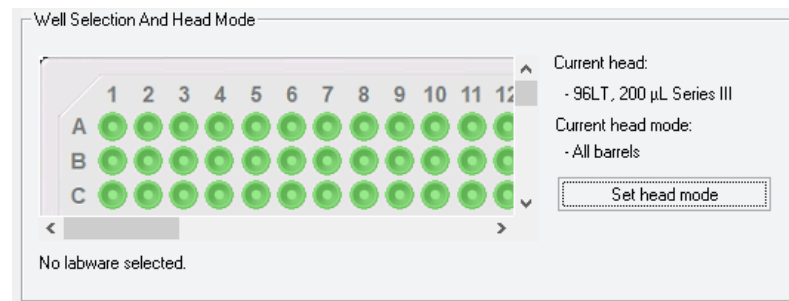 Well Selection And Head Mode
Current head:
1 2 3 4 5 6 7 8 9 10 11 12
- 96LT, 200 µL Series III
A
Current head mode:
B
- All barrels
C
Set head mode
No labware selected.